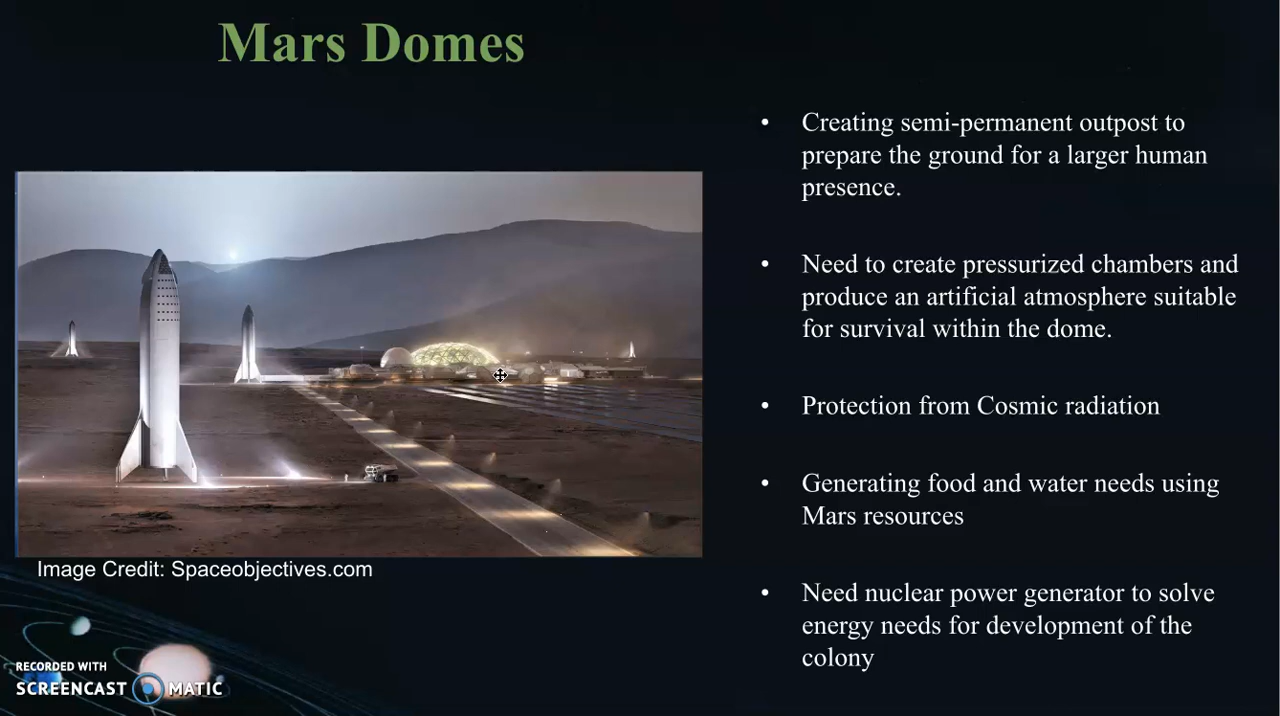 Mars Domes
• Creating semi-permanent outpost to
prepare the ground for a larger human
presence.
• Need to create pressurized chambers and
produce an artificial atmosphere suitable
for survival within the dome.
• Protection from Cosmic radiation
• Generating food and water needs using
Mars resources
• Need nuclear power generator to solve
energy needs for development of the
colony
Image Credit: Spaceobjectives.com
RECORDED WITH
SCREENCAST MATIC